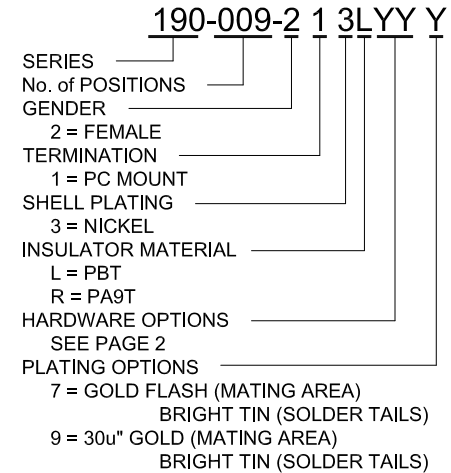 190-009-2 1 3LYY Y
SERIES
No. of POSITIONS
GENDER
2 = FEMALE
TERMINATION
1 = PC MOUNT
SHELL PLATING
3 = NICKEL
INSULATOR MATERIAL
L = PBT
R = PA9T
HARDWARE OPTIONS
SEE PAGE 2
PLATING OPTIONS
7 = GOLD FLASH (MATING AREA)
BRIGHT TIN (SOLDER TAILS)
9 = 30u" GOLD (MATING AREA)
BRIGHT TIN (SOLDER TAILS)